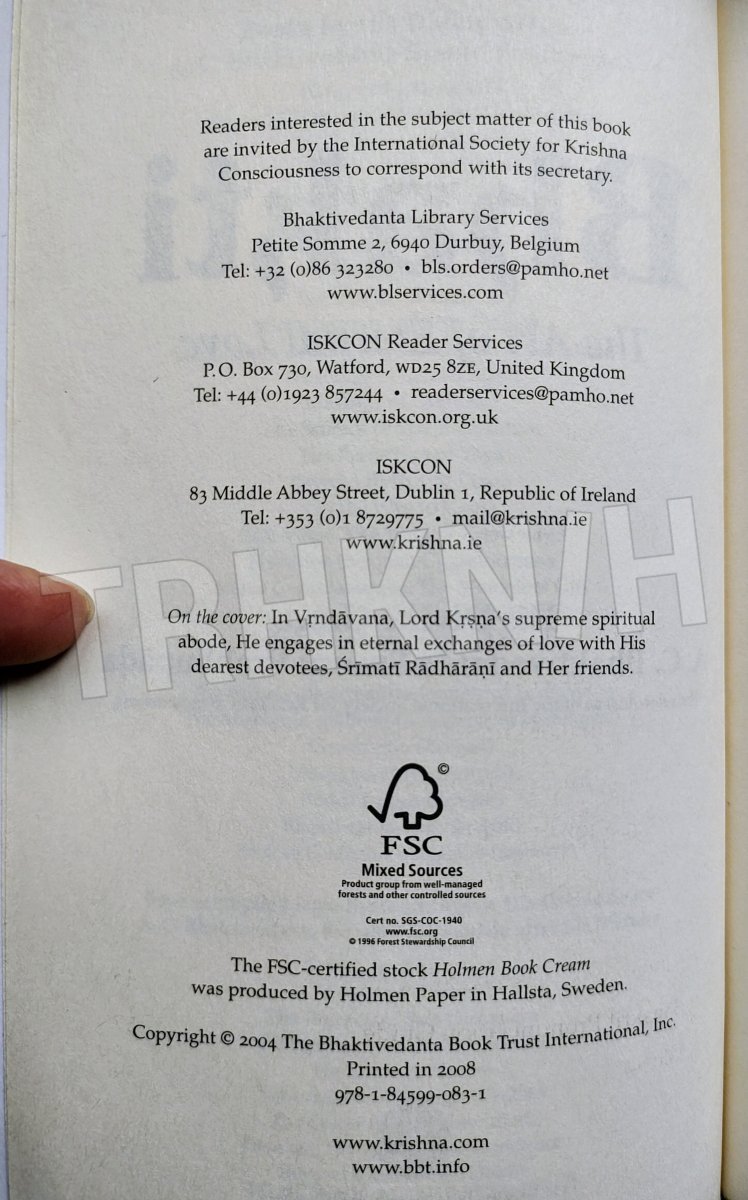 Readers interested in the subject matter of this book
are invited by the International Society for Krishna
Consciousness to correspond with its secretary.
Bhaktivedanta Library Services
Petite Somme 2, 6940 Durbuy, Belgium
Tel: +32 (0)86 323280 • bls.orders@pamho.net
www.blservices.com
ISKCON Reader Services
P.O. Box 730, Watford, WD25 8ZE, United Kingdom
Tel: +44 (0)1923 857244 • readerservices@pamho.net
www.iskcon.org.uk
ISKCON
83 Middle Abbey Street, Dublin 1, Republic of Ireland
Tel: +353 (0)1 8729775 • mail@krishna.ie
www.krishna.ie
TPHKN/H
On the cover: In Vṛndāvana, Lord Kṛṣṇa's supreme spiritual
abode, He engages in eternal exchanges of love with His
dearest devotees, Śrīmatī Rādhārāṇī and Her friends.
©
FSC
Mixed Sources
Product group from well-managed
forests and other controlled sources
Cert no. SGS-COC-1940
www.fsc.org
© 1996 Forest Stewardship Council
The FSC-certified stock Holmen Book Cream
was produced by Holmen Paper in Hallsta, Sweden.
Copyright © 2004 The Bhaktivedanta Book Trust International, Inc.
Printed in 2008
978-1-84599-083-1
www.krishna.com
www.bbt.info